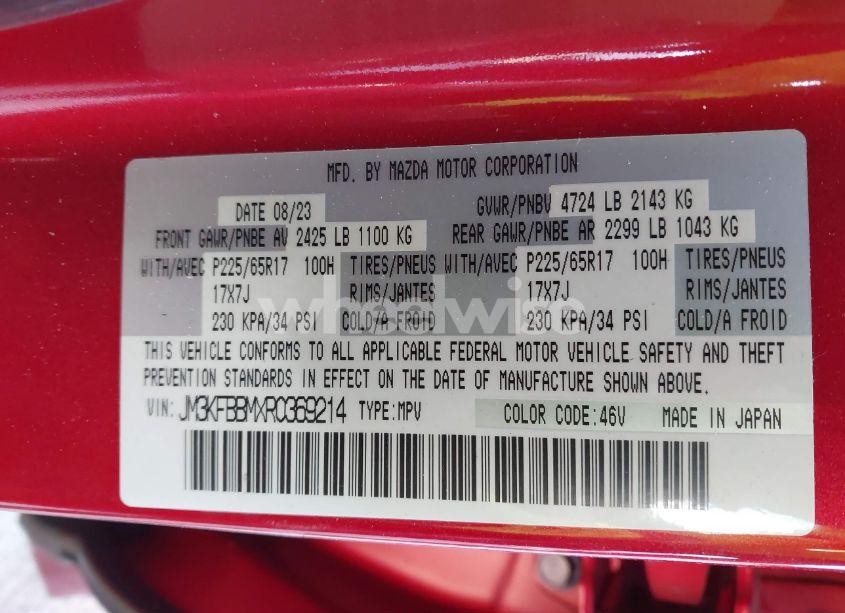 MFD. BY MAZDA MOTOR CORPORATION
DATE 08/23 GVWR/PNBV 4724 LB 2143 KG
FRONT GAWR/PNBE AV 2425 LB 1100 KG REAR GAWR/PNBE AR 2299 LB 1043 KG
WITH/AVEC P225/65R17 100H TIRES/PNEUS WITH/AVEC P225/65R17 100H TIRES/PNEUS
17X7J RIMS/JANTES 17X7J RIMS/JANTES
wheelwise
230 KPA/34 PSI COLD/A FROID 230 KPA/34 PSI COLD/A FROID
THIS VEHICLE CONFORMS TO ALL APPLICABLE FEDERAL MOTOR VEHICLE SAFETY AND THEFT
PREVENTION STANDARDS IN EFFECT ON THE DATE OF MANUFACTURE SHOWN ABOVE.
VIN: JM3KFBBMXR0369214 TYPE:MPV COLOR CODE:46V MADE IN JAPAN